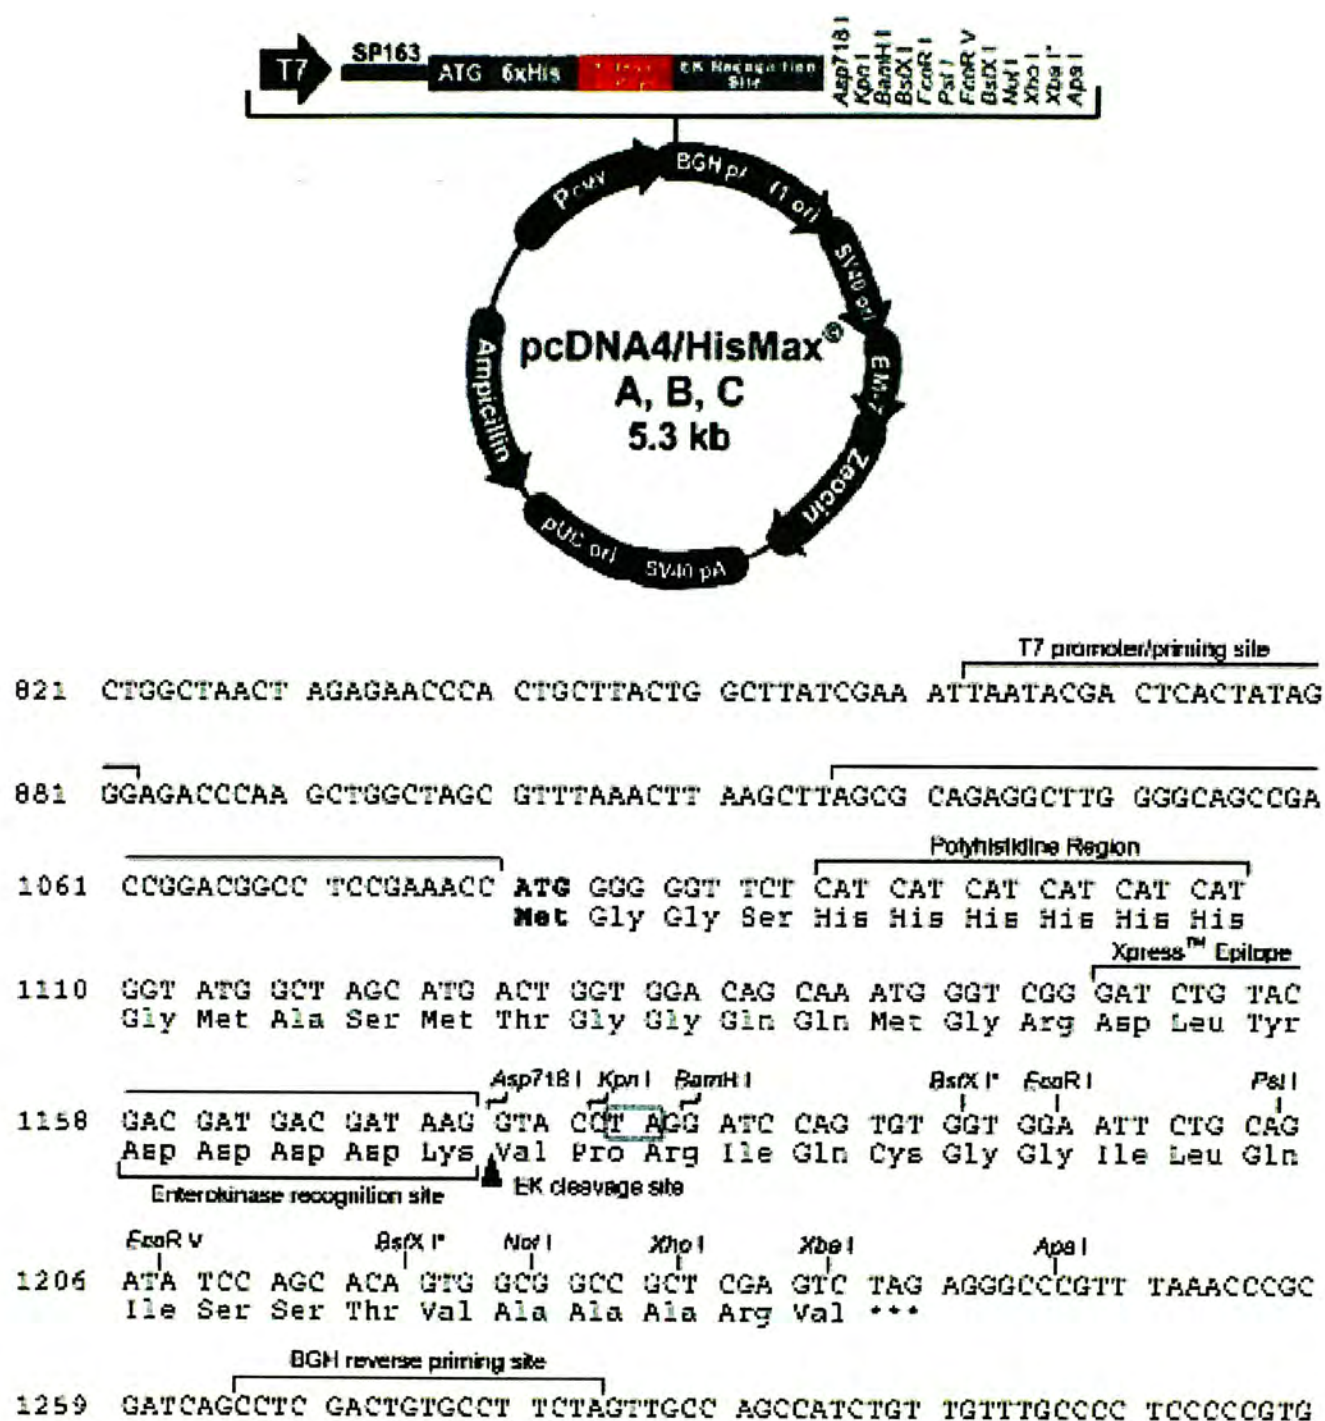 T7 SP163 ATG 6xHis EK Recognition Site
Asp718 I
Kpn I
BamH I
BstX I
EcoR I
Pst I
EcoR V
BstX I*
Not I
Xho I
Xba I*
Apa I
PCMV
BGH pA
f1 ori
SV40 ori
EM-7
Zeocin
SV40 pA
pUC ori
Ampicillin
pcDNA4/HisMax©
A, B, C
5.3 kb
T7 promoter/priming site
821 CTGGCTAACT AGAGAACCCA CTGCTTACTG GCTTATCGAA ATTAATACGA CTCACTATAG
881 GGAGACCCAA GCTGGCTAGC GTTTAAACTT AAGCTTAGCG CAGAGGCTTG GGGCAGCCGA
Polyhistidine Region
1061 CCGGACGGCC TCCGAAACC ATG GGG GGT TCT CAT CAT CAT CAT CAT CAT
Met Gly Gly Ser His His His His His His
Xpress™ Epitope
1110 GGT ATG GCT AGC ATG ACT GGT GGA CAG CAA ATG GGT CGG GAT CTG TAC
Gly Met Ala Ser Met Thr Gly Gly Gln Gln Met Gly Arg Asp Leu Tyr
Asp718 I Kpn I BamH I BstX I* EcoR I Pst I
1158 GAC GAT GAC GAT AAG GTA CCTA GG ATC CAG TGT GGT GGA ATT CTG CAG
Asp Asp Asp Asp Lys Val Pro Arg Ile Gln Cys Gly Gly Ile Leu Gln
Enterokinase recognition site EK cleavage site
EcoR V BstX I* Not I Xho I Xba I Apa I
1206 ATA TCC AGC ACA GTG GCG GCC GCT CGA GTC TAG AGGGCCCGTT TAAACCCGC
Ile Ser Ser Thr Val Ala Ala Ala Arg Val ***
BGH reverse priming site
1259 GATCAGCCTC GACTGTGCCT TCTAGTTGCC AGCCATCTGT TGTTTGCCCC TCCCCCGTG